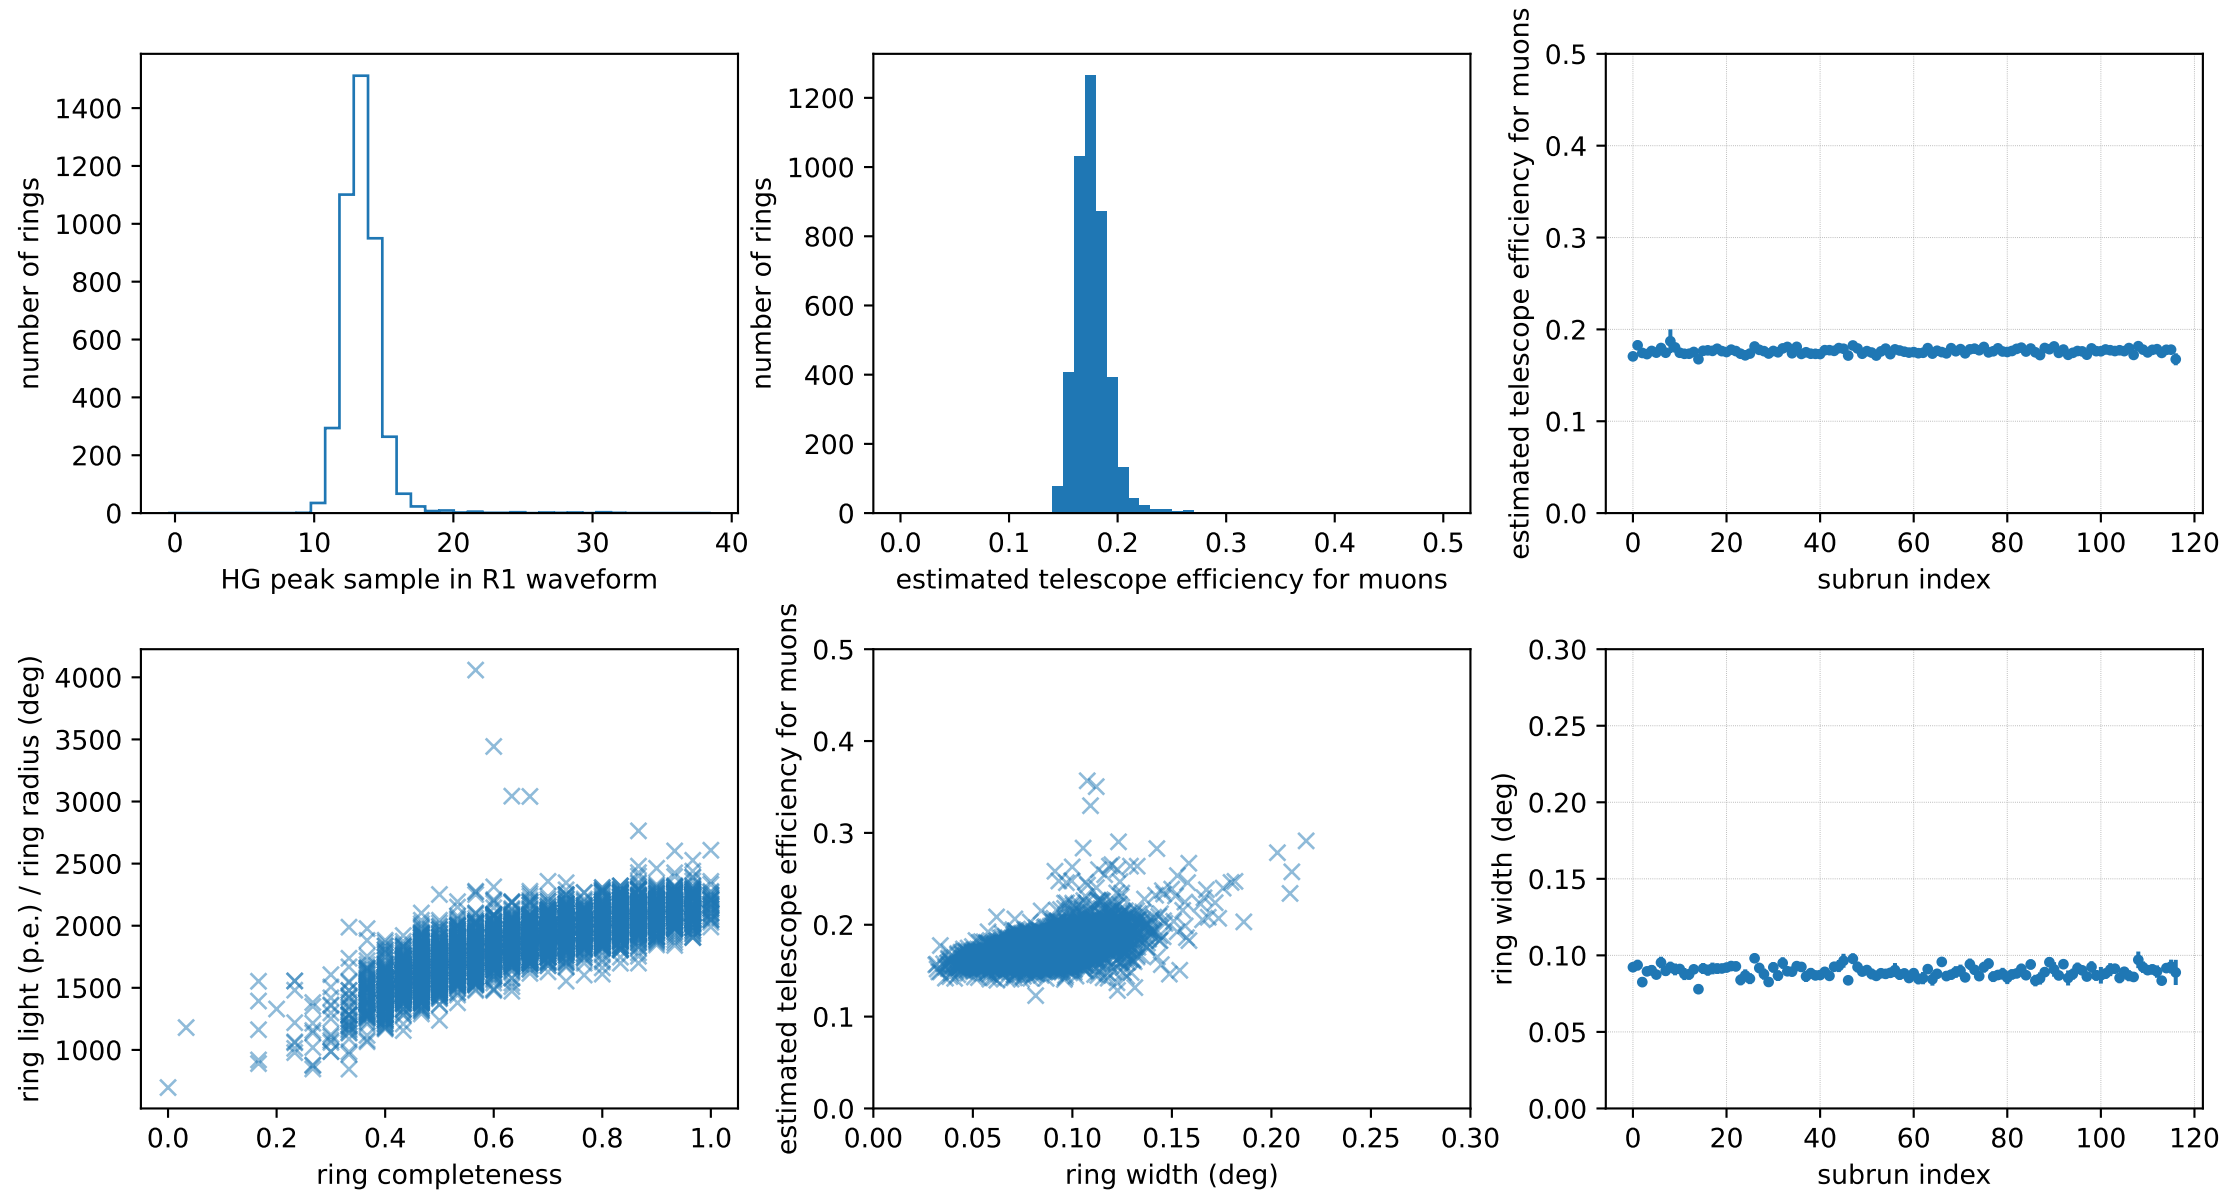 number of rings
1400
1200
1000
800
600
400
200
0
0 10 20 30 40
HG peak sample in R1 waveform
number of rings
1200
1000
800
600
400
200
0
0.0 0.1 0.2 0.3 0.4 0.5
estimated telescope efficiency for muons
estimated telescope efficiency for muons
0.5
0.4
0.3
0.2
0.1
0.0
0 20 40 60 80 100 120
subrun index
ring light (p.e.) / ring radius (deg)
4000
3500
3000
2500
2000
1500
1000
0.0 0.2 0.4 0.6 0.8 1.0
ring completeness
estimated telescope efficiency for muons
0.5
0.4
0.3
0.2
0.1
0.0
0.00 0.05 0.10 0.15 0.20 0.25 0.30
ring width (deg)
ring width (deg)
0.30
0.25
0.20
0.15
0.10
0.05
0.00
0 20 40 60 80 100 120
subrun index